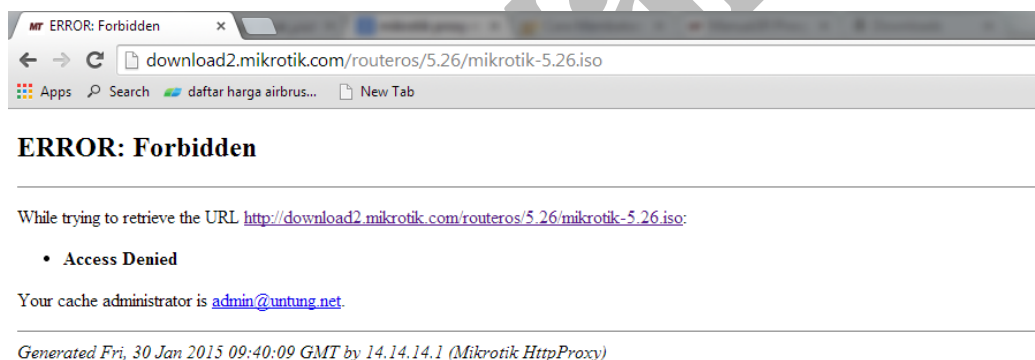 MT ERROR: Forbidden
download2.mikrotik.com/routeros/5.26/mikrotik-5.26.iso
Apps Search daftar harga airbrus... New Tab
ERROR: Forbidden
While trying to retrieve the URL http://download2.mikrotik.com/routeros/5.26/mikrotik-5.26.iso:
• Access Denied
Your cache administrator is admin@untung.net.
Generated Fri, 30 Jan 2015 09:40:09 GMT by 14.14.14.1 (Mikrotik HttpProxy)